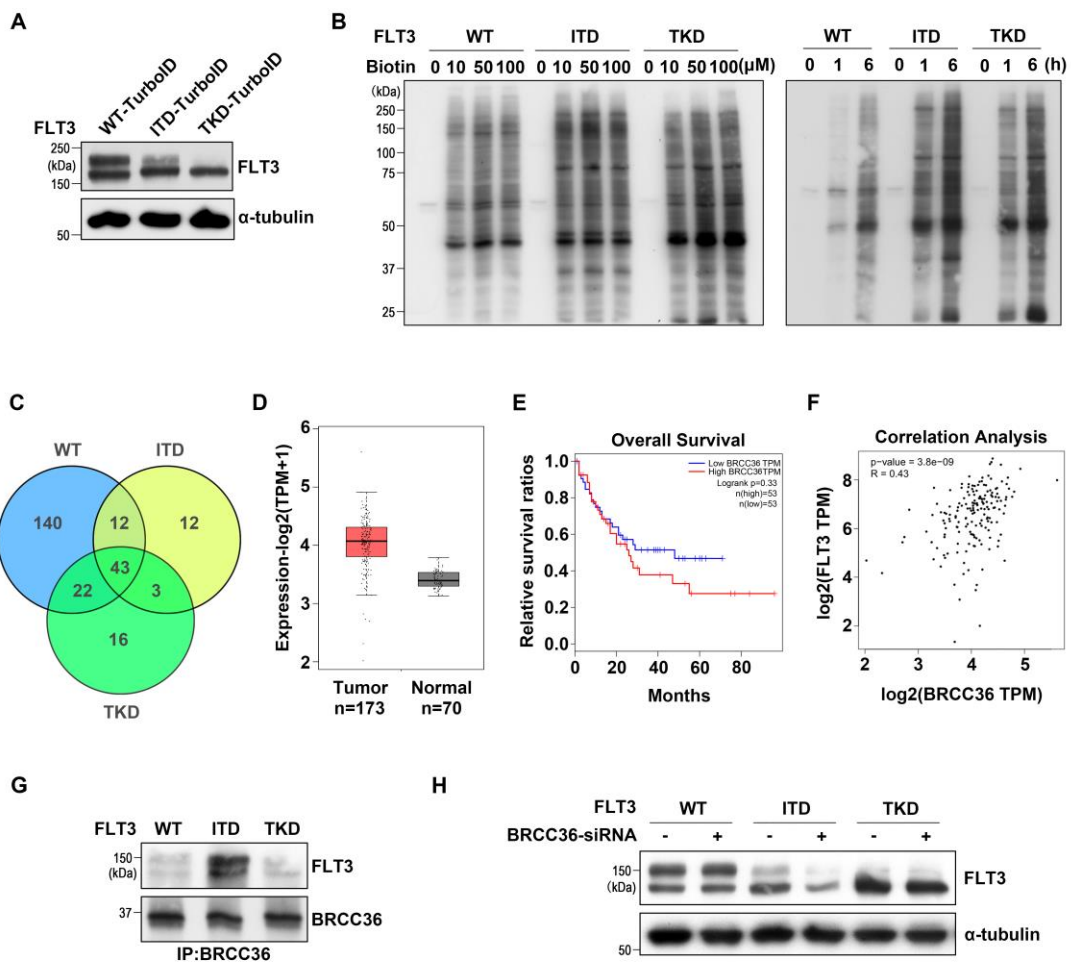 A
FLT3 WT-TurboID ITD-TurboID TKD-TurboID
250
(kDa)
150
FLT3
50
α-tubulin
B
FLT3 WT ITD TKD
Biotin 0 10 50 100 0 10 50 100 0 10 50 100 (μM)
(kDa)
250
150
100
75
50
37
25
WT ITD TKD
0 1 6 0 1 6 0 1 6 (h)
C
WT ITD
140 12 12
43
22 3
16
TKD
D
Expression-log2(TPM+1)
6
5
4
3
2
Tumor Normal
n=173 n=70
E
Overall Survival
Low BRCC36 TPM
High BRCC36TPM
Logrank p=0.33
n(high)=53
n(low)=53
Relative survival ratios
1.0
0.8
0.6
0.4
0.2
0.0
0 20 40 60 80
Months
F
Correlation Analysis
p-value = 3.8e-09
R = 0.43
log2(FLT3 TPM)
8
6
4
2
2 3 4 5
log2(BRCC36 TPM)
G
FLT3 WT ITD TKD
150
(kDa)
100
FLT3
37
BRCC36
IP:BRCC36
H
FLT3 WT ITD TKD
BRCC36-siRNA - + - + - +
150
(kDa)
FLT3
50
α-tubulin